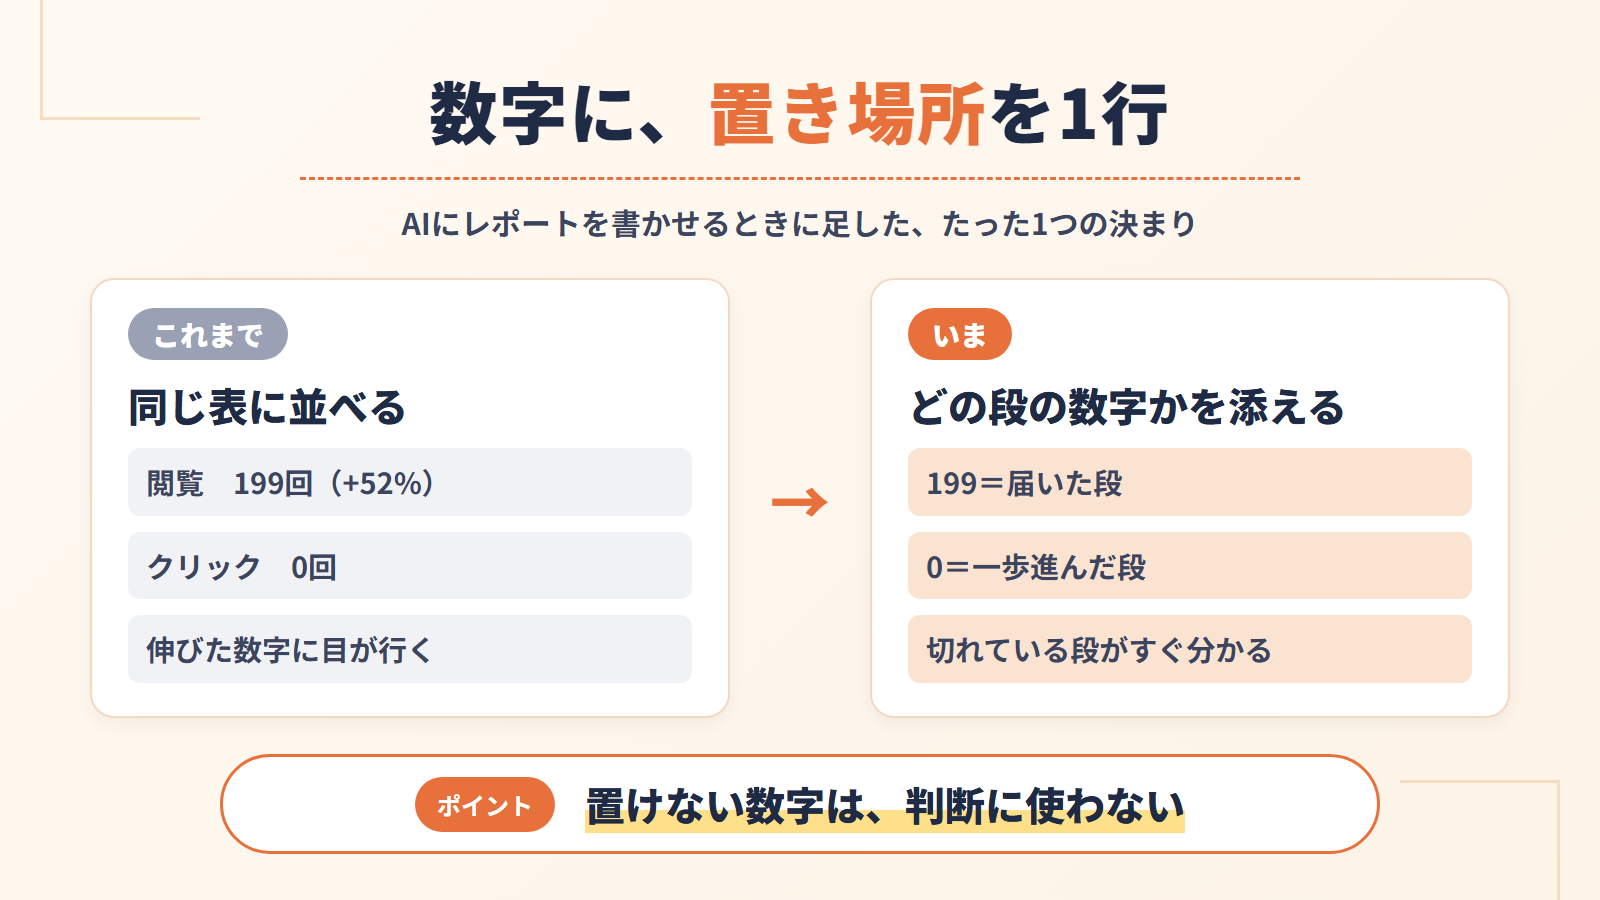 数字に、置き場所を1行
AIにレポートを書かせるときに足した、たった1つの決まり
これまで
同じ表に並べる
閲覧　199回（+52%）
クリック　0回
伸びた数字に目が行く
→
いま
どの段の数字かを添える
199＝届いた段
0＝一歩進んだ段
切れている段がすぐ分かる
ポイント　置けない数字は、判断に使わない